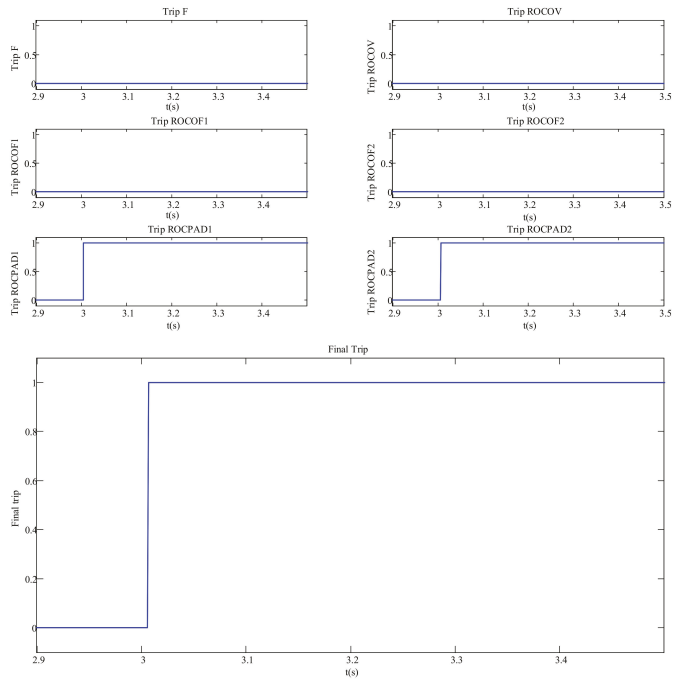 Trip F
Trip F
1
0.5
0
2.9 3 3.1 3.2 3.3 3.4
t(s)
Trip ROCOV
Trip ROCOV
1
0.5
0
2.9 3 3.1 3.2 3.3 3.4 3.5
t(s)
Trip ROCOF1
Trip ROCOF1
1
0.5
0
2.9 3 3.1 3.2 3.3 3.4
t(s)
Trip ROCOF2
Trip ROCOF2
1
0.5
0
2.9 3 3.1 3.2 3.3 3.4 3.5
t(s)
Trip ROCPAD1
Trip ROCPAD1
1
0.5
0
2.9 3 3.1 3.2 3.3 3.4
t(s)
Trip ROCPAD2
Trip ROCPAD2
1
0.5
0
2.9 3 3.1 3.2 3.3 3.4 3.5
t(s)
Final Trip
Final trip
1
0.8
0.6
0.4
0.2
0
2.9 3 3.1 3.2 3.3 3.4
t(s)